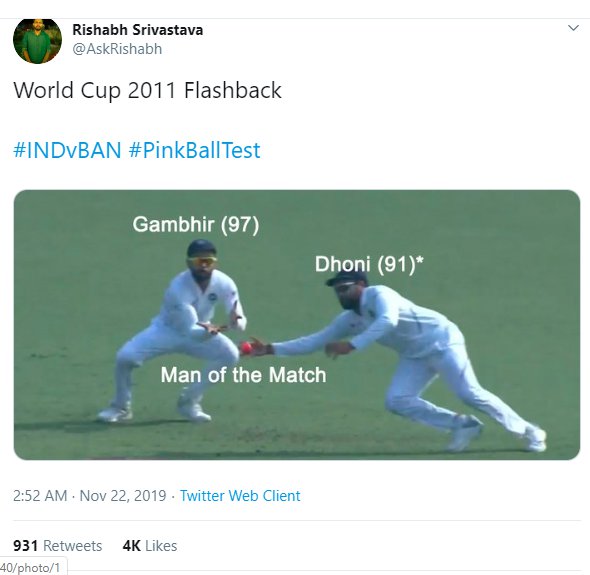 Rishabh Srivastava
@AskRishabh
World Cup 2011 Flashback
#INDvBAN #PinkBallTest
Gambhir (97)
Dhoni (91)*
Man of the Match
2:52 AM · Nov 22, 2019 · Twitter Web Client
931 Retweets 4K Likes
40/photo/1